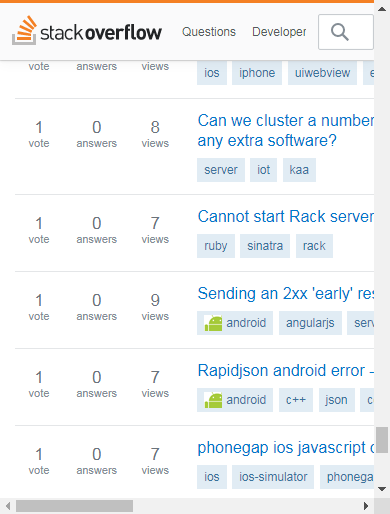 stackoverflow Questions Developer
vote answers views
ios iphone uiwebview
1 0 8
vote answers views
Can we cluster a number
any extra software?
server iot kaa
1 0 7
vote answers views
Cannot start Rack server
ruby sinatra rack
1 0 9
vote answers views
Sending an 2xx 'early' res
android angularjs serv
1 0 7
vote answers views
Rapidjson android error -
android c++ json c
1 0 7
vote answers views
phonegap ios javascript
ios ios-simulator phonega